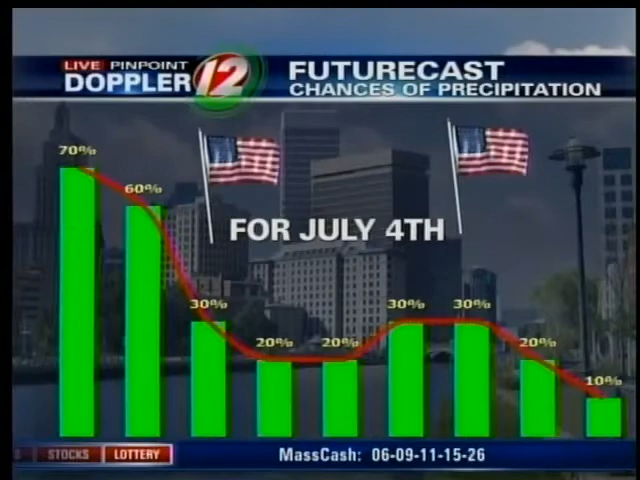 LIVE PINPOINT
DOPPLER 12
FUTURECAST
CHANCES OF PRECIPITATION
70%
60%
FOR JULY 4TH
30%
20%
20%
30%
30%
20%
10%
S STOCKS LOTTERY MassCash: 06-09-11-15-26